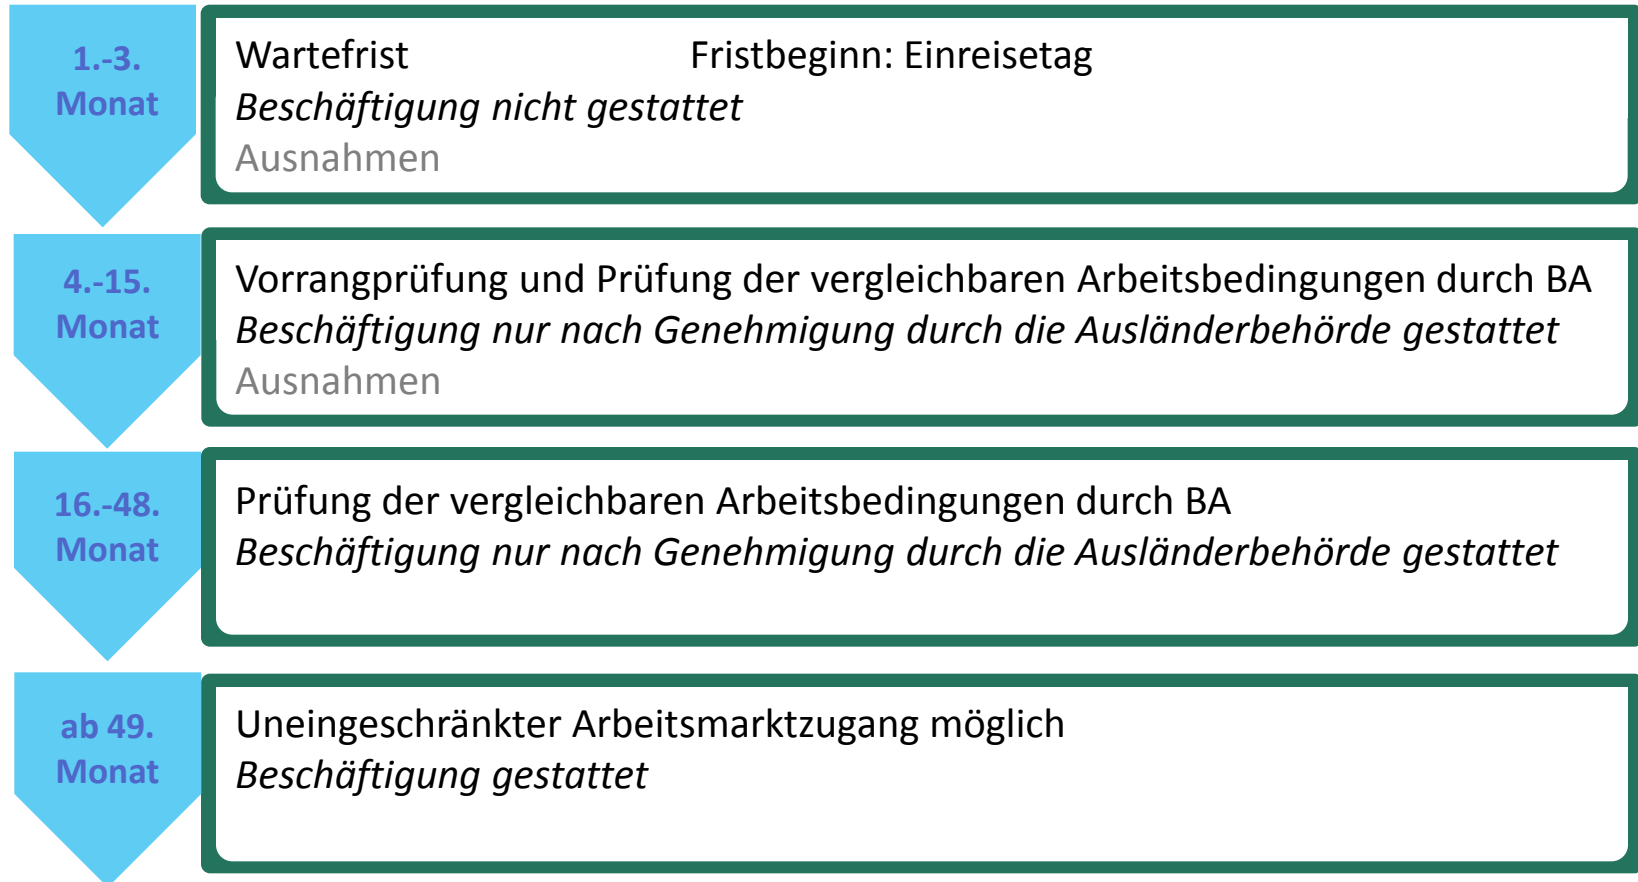 1.-3.
Monat
Wartefrist Fristbeginn: Einreisetag
Beschäftigung nicht gestattet
Ausnahmen
4.-15.
Monat
Vorrangprüfung und Prüfung der vergleichbaren Arbeitsbedingungen durch BA
Beschäftigung nur nach Genehmigung durch die Ausländerbehörde gestattet
Ausnahmen
16.-48.
Monat
Prüfung der vergleichbaren Arbeitsbedingungen durch BA
Beschäftigung nur nach Genehmigung durch die Ausländerbehörde gestattet
ab 49.
Monat
Uneingeschränkter Arbeitsmarktzugang möglich
Beschäftigung gestattet